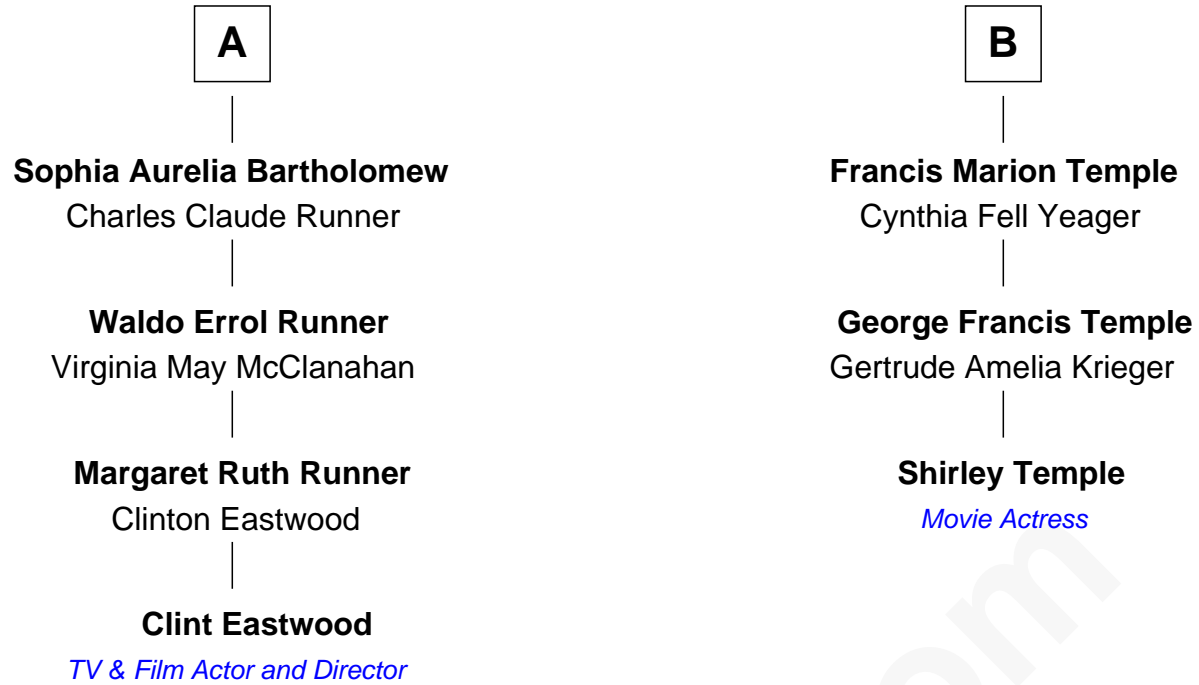 A
Sophia Aurelia Bartholomew
Charles Claude Runner
Waldo Errol Runner
Virginia May McClanahan
Margaret Ruth Runner
Clinton Eastwood
Clint Eastwood
TV & Film Actor and Director
B
Francis Marion Temple
Cynthia Fell Yeager
George Francis Temple
Gertrude Amelia Krieger
Shirley Temple
Movie Actress
om